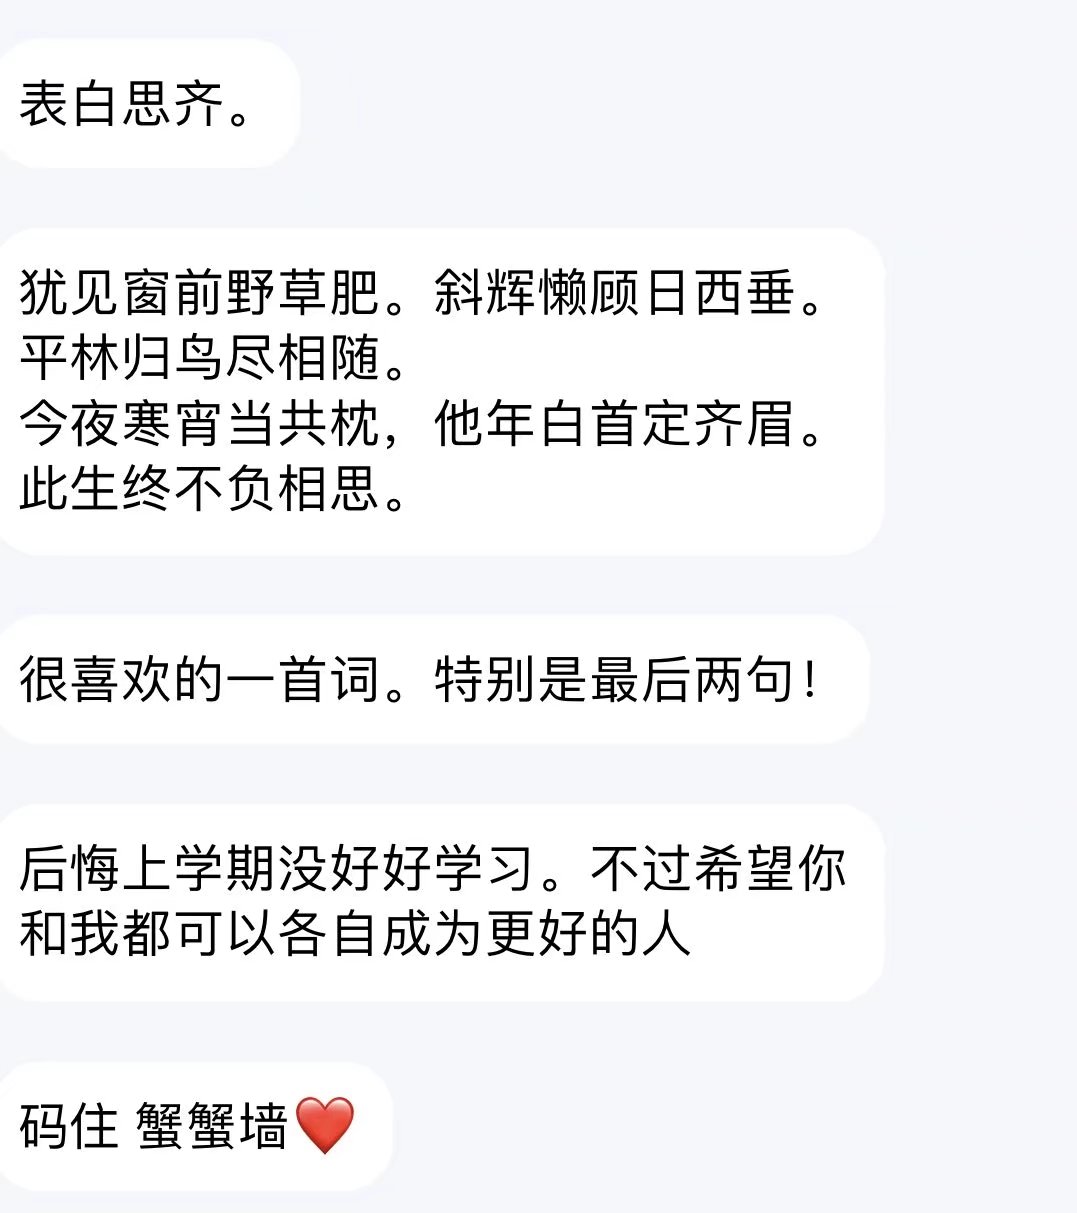 表白思齐。
犹见窗前野草肥。斜辉懒顾日西垂。
平林归鸟尽相随。
今夜寒宵当共枕，他年白首定齐眉。
此生终不负相思。
很喜欢的一首词。特别是最后两句！
后悔上学期没好好学习。不过希望你
和我都可以各自成为更好的人
码住 蟹蟹墙❤️